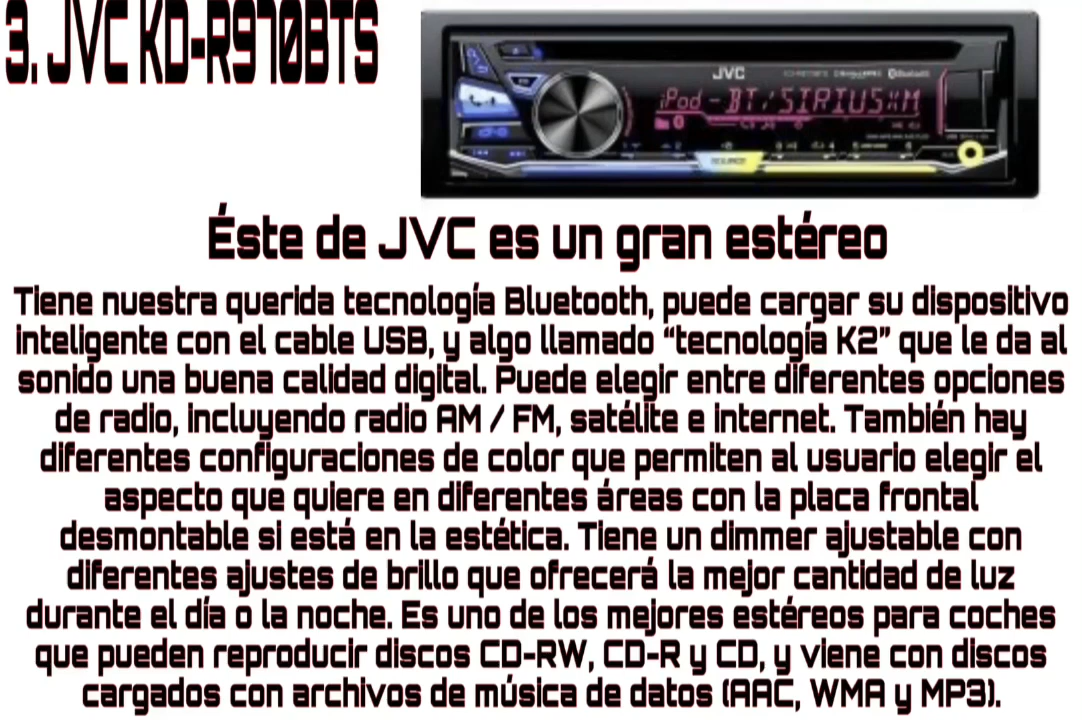 3. JVC KD-R970BTS
JVC
Bluetooth
iPod - BT/SIRIUSXM
SOURCE
Éste de JVC es un gran estéreo
Tiene nuestra querida tecnología Bluetooth, puede cargar su dispositivo
inteligente con el cable USB, y algo llamado “tecnología K2” que le da al
sonido una buena calidad digital. Puede elegir entre diferentes opciones
de radio, incluyendo radio AM / FM, satélite e internet. También hay
diferentes configuraciones de color que permiten al usuario elegir el
aspecto que quiere en diferentes áreas con la placa frontal
desmontable si está en la estética. Tiene un dimmer ajustable con
diferentes ajustes de brillo que ofrecerá la mejor cantidad de luz
durante el día o la noche. Es uno de los mejores estéreos para coches
que pueden reproducir discos CD-RW, CD-R y CD, y viene con discos
cargados con archivos de música de datos (AAC, WMA y MP3).